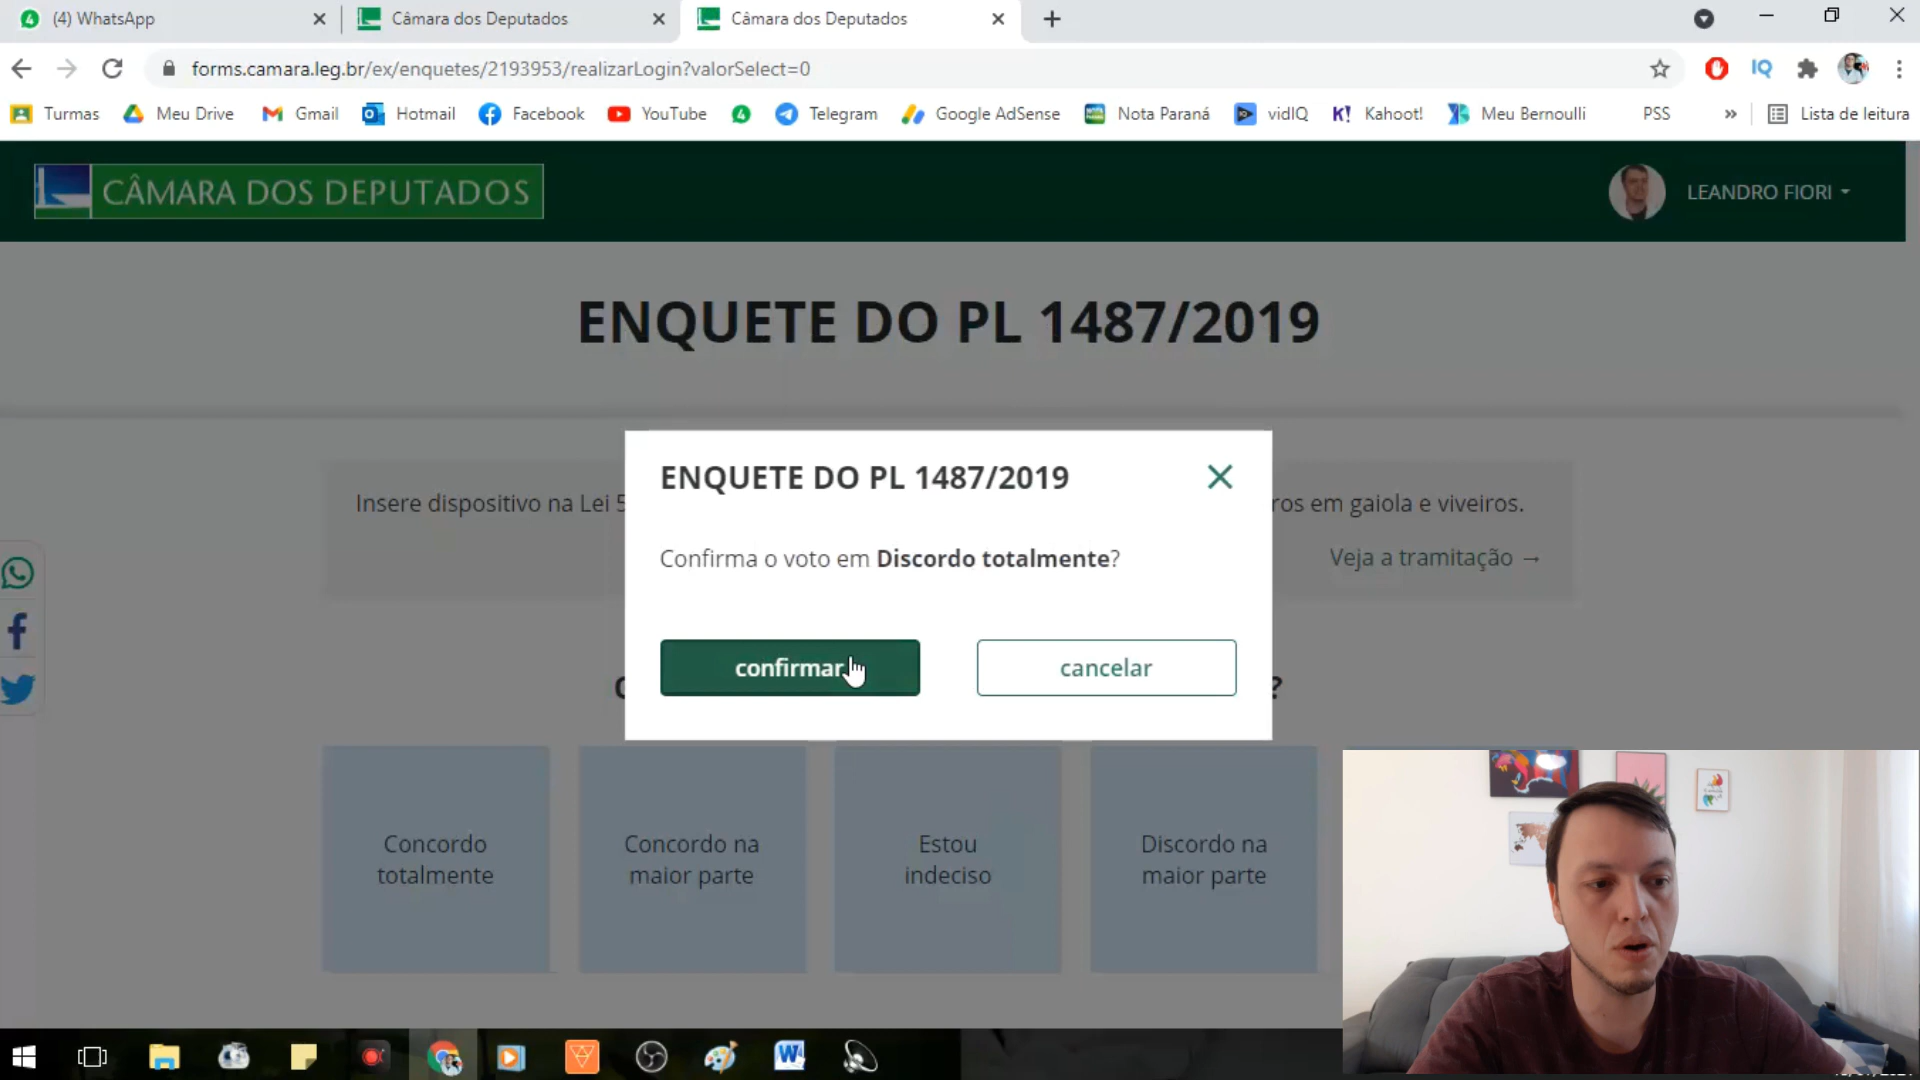 (4) WhatsApp
Câmara dos Deputados
Câmara dos Deputados
forms.camara.leg.br/ex/enquetes/2193953/realizarLogin?valorSelect=0
Turmas
Meu Drive
Gmail
Hotmail
Facebook
YouTube
Telegram
Google AdSense
Nota Paraná
vidIQ
K! Kahoot!
Meu Bernoulli
PSS
»
Lista de leitura
CÂMARA DOS DEPUTADOS
LEANDRO FIORI
ENQUETE DO PL 1487/2019
ENQUETE DO PL 1487/2019
Insere dispositivo na Lei
em gaiola e viveiros.
Confirma o voto em Discordo totalmente?
Veja a tramitação →
confirmar
cancelar
?
Concordo
totalmente
Concordo na
maior parte
Estou
indeciso
Discordo na
maior parte